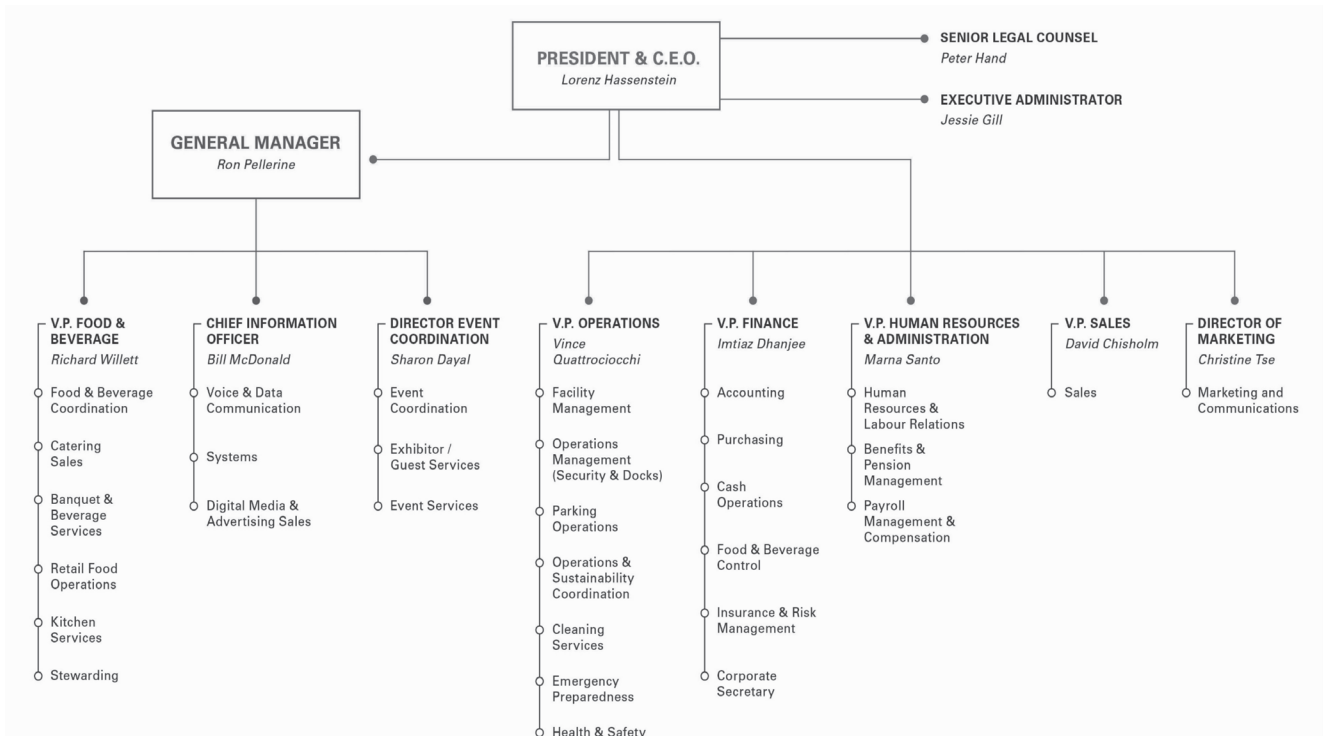 PRESIDENT & C.E.O.
Lorenz Hassenstein
SENIOR LEGAL COUNSEL
Peter Hand
EXECUTIVE ADMINISTRATOR
Jessie Gill
GENERAL MANAGER
Ron Pellerine
V.P. FOOD &
BEVERAGE
Richard Willett
Food & Beverage
Coordination
Catering
Sales
Banquet &
Beverage
Services
Retail Food
Operations
Kitchen
Services
Stewarding
CHIEF INFORMATION
OFFICER
Bill McDonald
Voice & Data
Communication
Systems
Digital Media &
Advertising Sales
DIRECTOR EVENT
COORDINATION
Sharon Dayal
Event
Coordination
Exhibitor /
Guest Services
Event Services
V.P. OPERATIONS
Vince
Quattrociocchi
Facility
Management
Operations
Management
(Security & Docks)
Parking
Operations
Operations &
Sustainability
Coordination
Cleaning
Services
Emergency
Preparedness
Health & Safety
V.P. FINANCE
Imtiaz Dhanjee
Accounting
Purchasing
Cash
Operations
Food & Beverage
Control
Insurance & Risk
Management
Corporate
Secretary
V.P. HUMAN RESOURCES
& ADMINISTRATION
Marna Santo
Human
Resources &
Labour Relations
Benefits &
Pension
Management
Payroll
Management &
Compensation
V.P. SALES
David Chisholm
Sales
DIRECTOR OF
MARKETING
Christine Tse
Marketing and
Communications